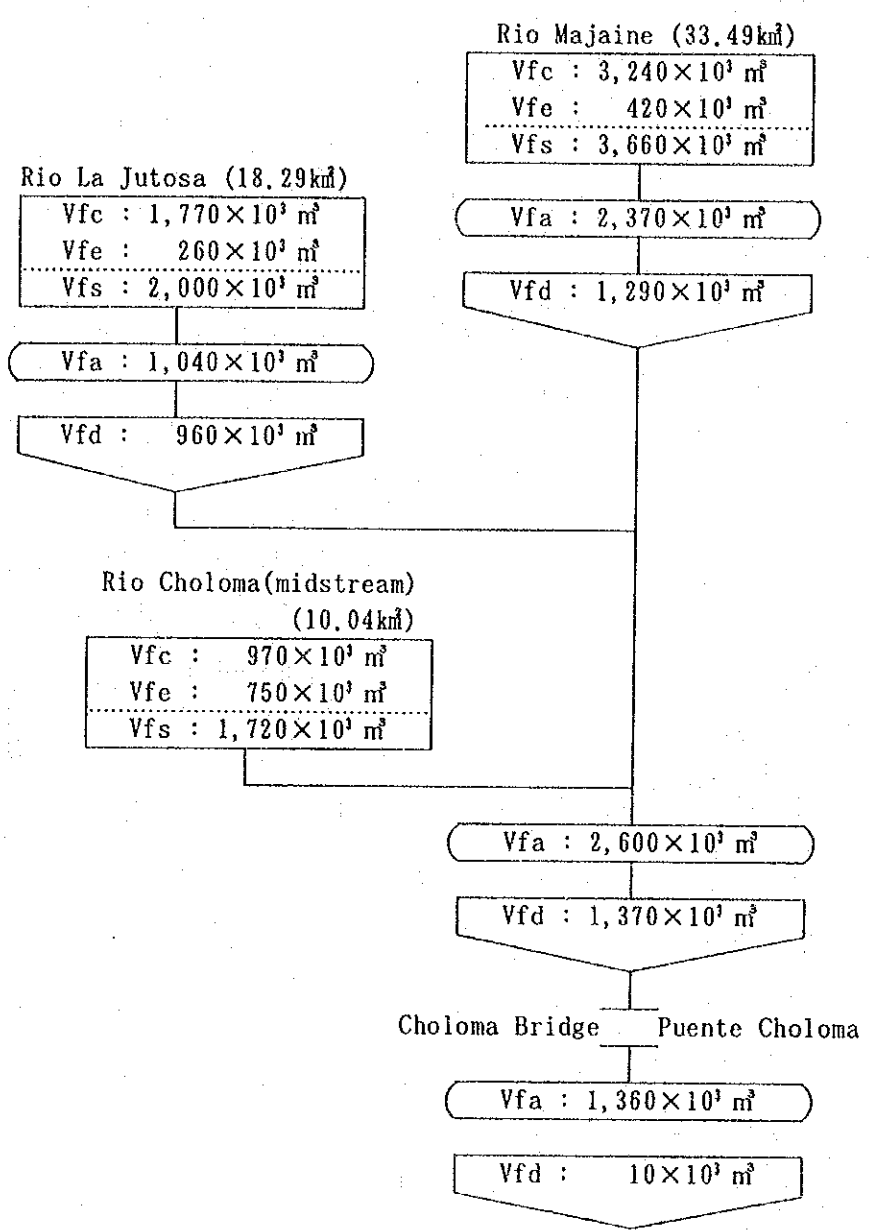 Rio Majaine (33.49km²)
Vfc : 3,240×10³ m³
Vfe : 420×10³ m³
Vfs : 3,660×10³ m³
Vfa : 2,370×10³ m³
Vfd : 1,290×10³ m³
Rio La Jutosa (18.29km²)
Vfc : 1,770×10³ m³
Vfe : 260×10³ m³
Vfs : 2,000×10³ m³
Vfa : 1,040×10³ m³
Vfd : 960×10³ m³
Rio Choloma(midstream)
(10.04km²)
Vfc : 970×10³ m³
Vfe : 750×10³ m³
Vfs : 1,720×10³ m³
Vfa : 2,600×10³ m³
Vfd : 1,370×10³ m³
Choloma Bridge Puente Choloma
Vfa : 1,360×10³ m³
Vfd : 10×10³ m³